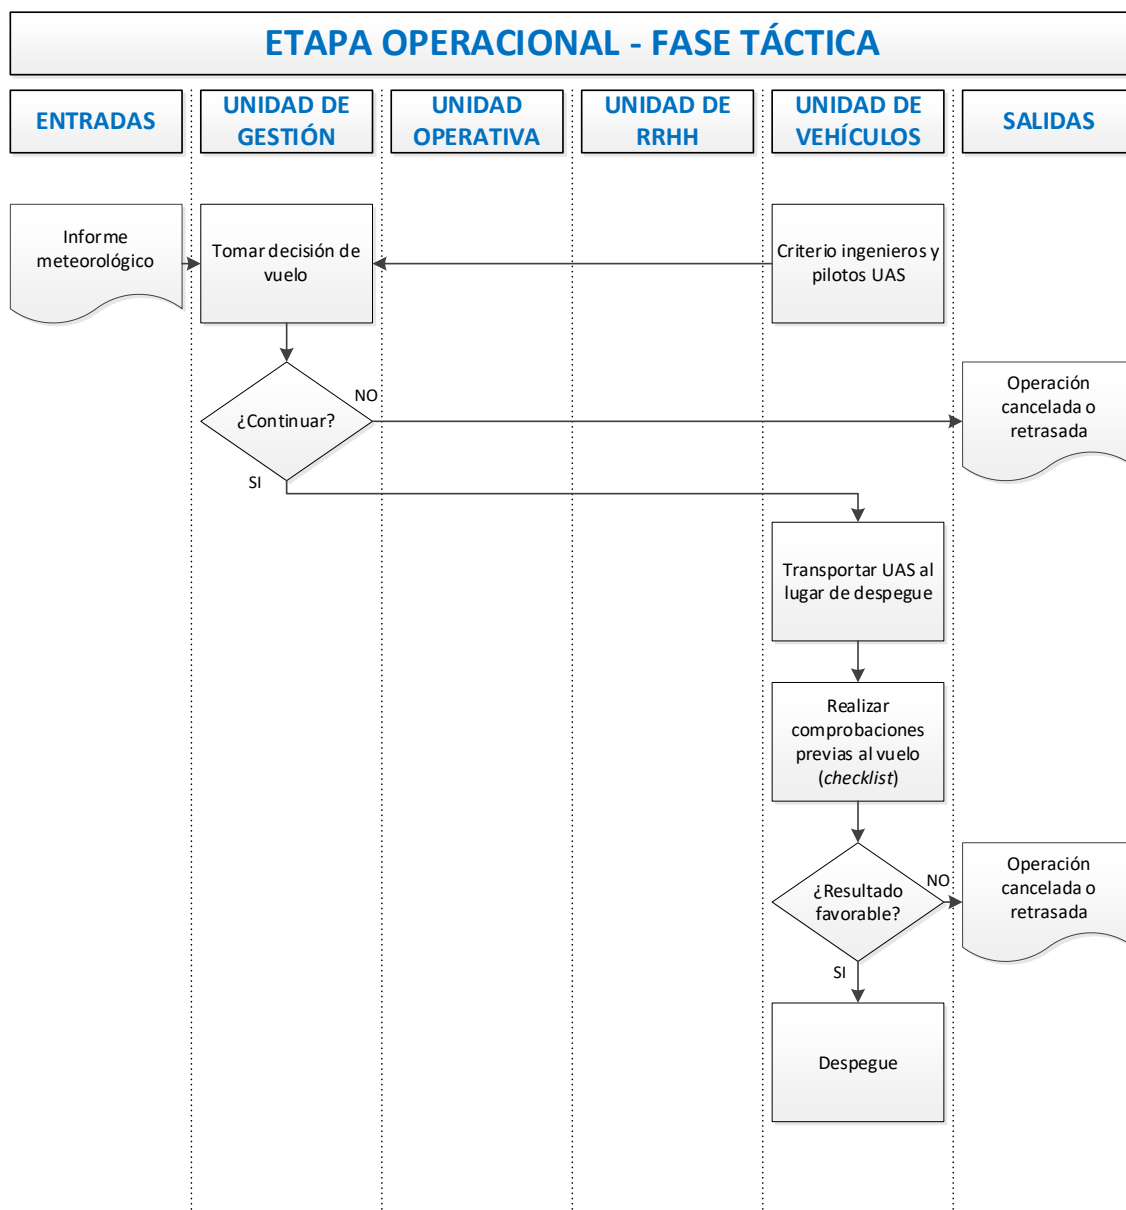 ETAPA OPERACIONAL - FASE TÁCTICA
ENTRADAS
UNIDAD DE
GESTIÓN
UNIDAD
OPERATIVA
UNIDAD DE
RRHH
UNIDAD DE
VEHÍCULOS
SALIDAS
Informe
meteorológico
Tomar decisión de
vuelo
Criterio ingenieros y
pilotos UAS
¿Continuar?
NO
SI
Operación
cancelada o
retrasada
Transportar UAS al
lugar de despegue
Realizar
comprobaciones
previas al vuelo
(checklist)
¿Resultado
favorable?
NO
SI
Operación
cancelada o
retrasada
Despegue